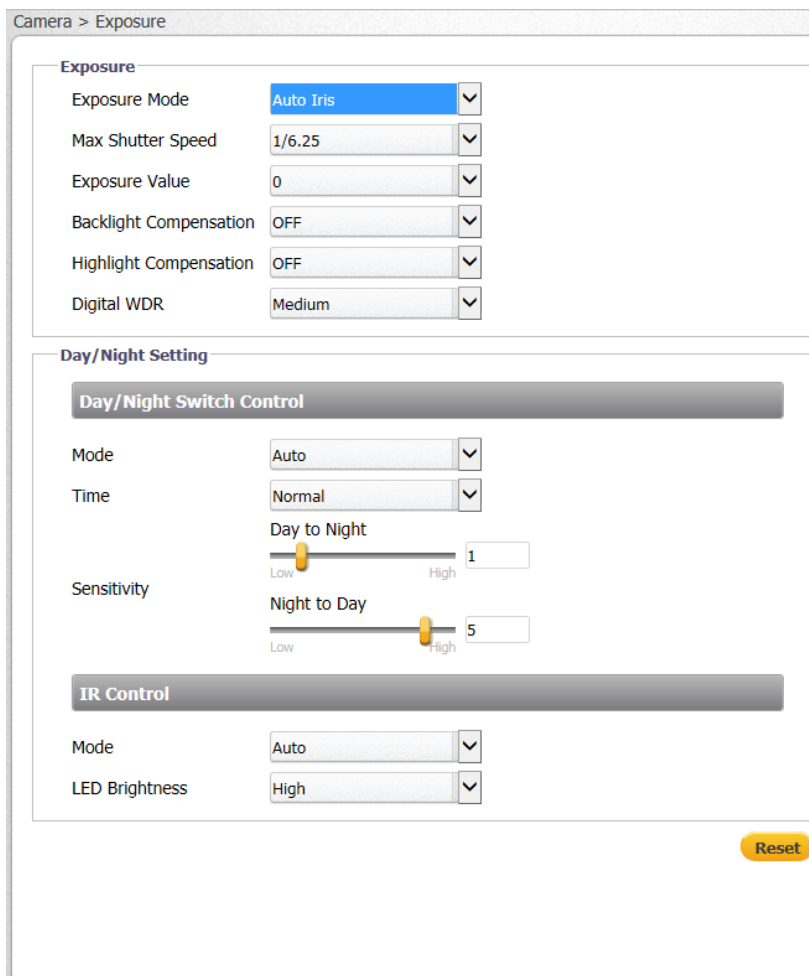 Camera > Exposure
Exposure
Exposure Mode Auto Iris
Max Shutter Speed 1/6.25
Exposure Value 0
Backlight Compensation OFF
Highlight Compensation OFF
Digital WDR Medium
Day/Night Setting
Day/Night Switch Control
Mode Auto
Time Normal
Day to Night
1
Low High
Sensitivity
Night to Day
5
Low High
IR Control
Mode Auto
LED Brightness High
Reset